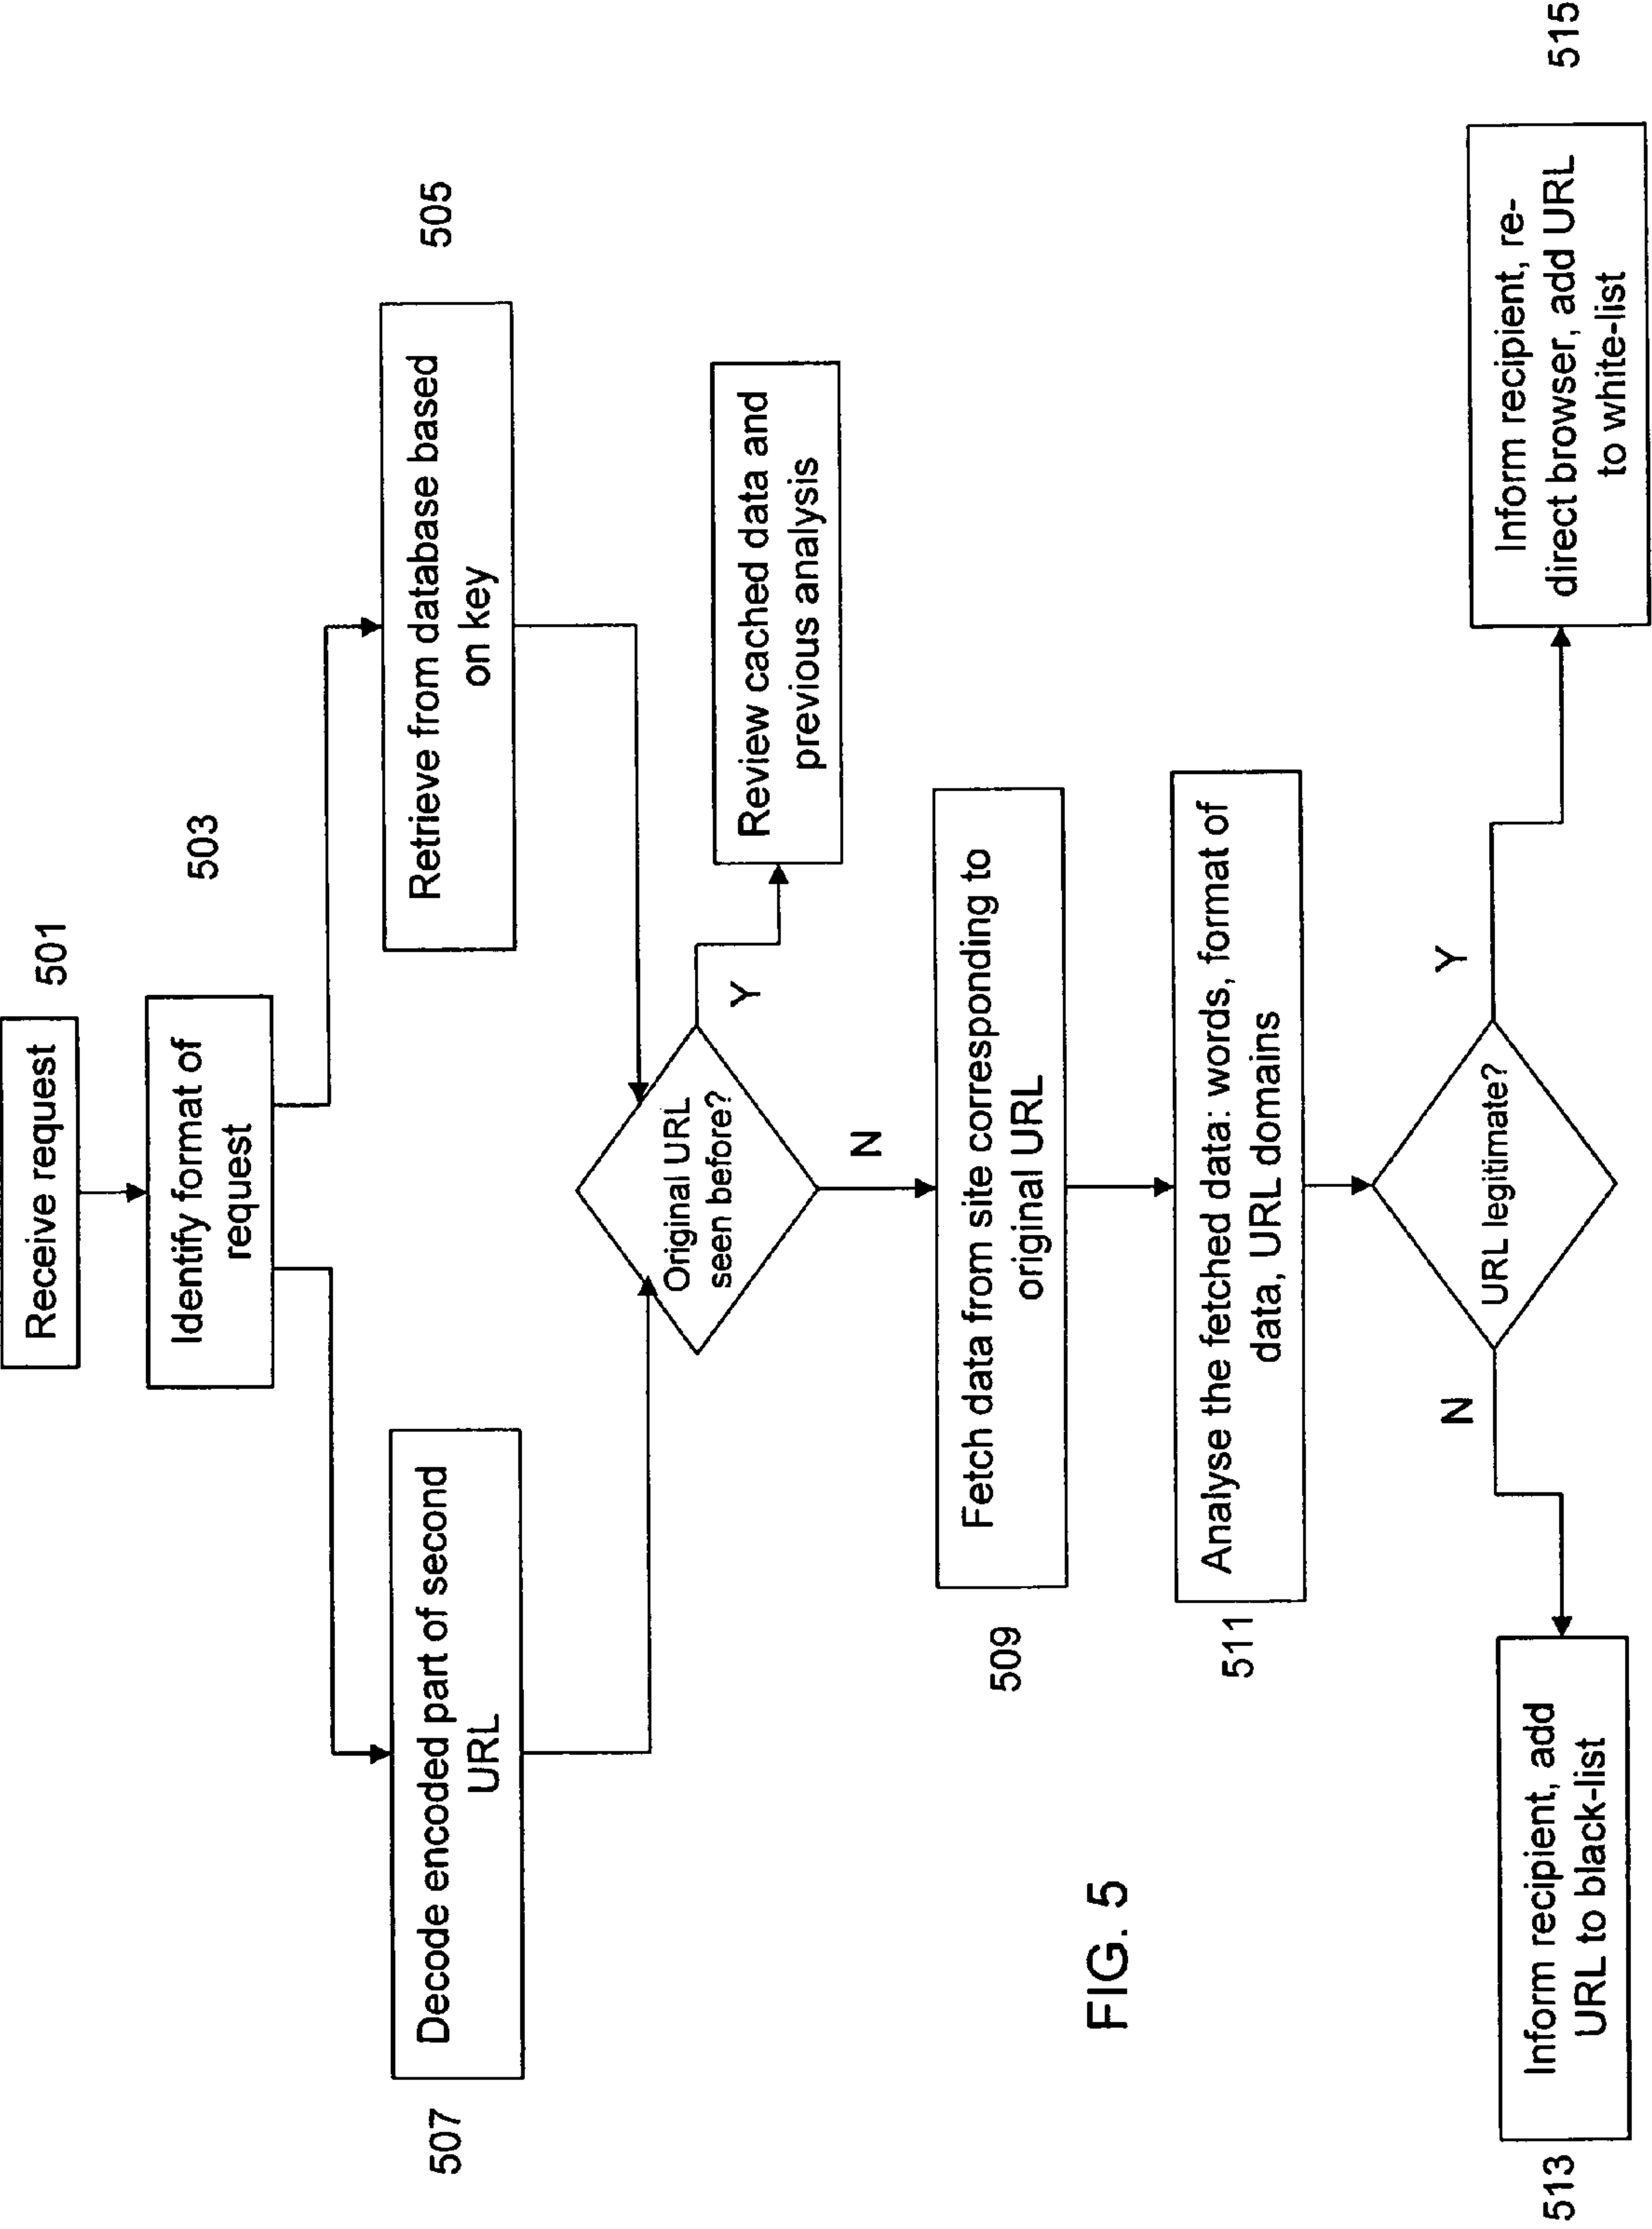 Receive request
501
Identify format of
request
503
Decode encoded part of second
URL
507
Retrieve from database based
on key
505
Original URL
seen before?
Y
N
Review cached data and
previous analysis
Fetch data from site corresponding to
original URL
509
Analyse the fetched data: words, format of
data, URL domains
511
URL legitimate?
N
Y
Inform recipient, add
URL to black-list
513
Inform recipient, re-
direct browser, add URL
to white-list
515
FIG. 5